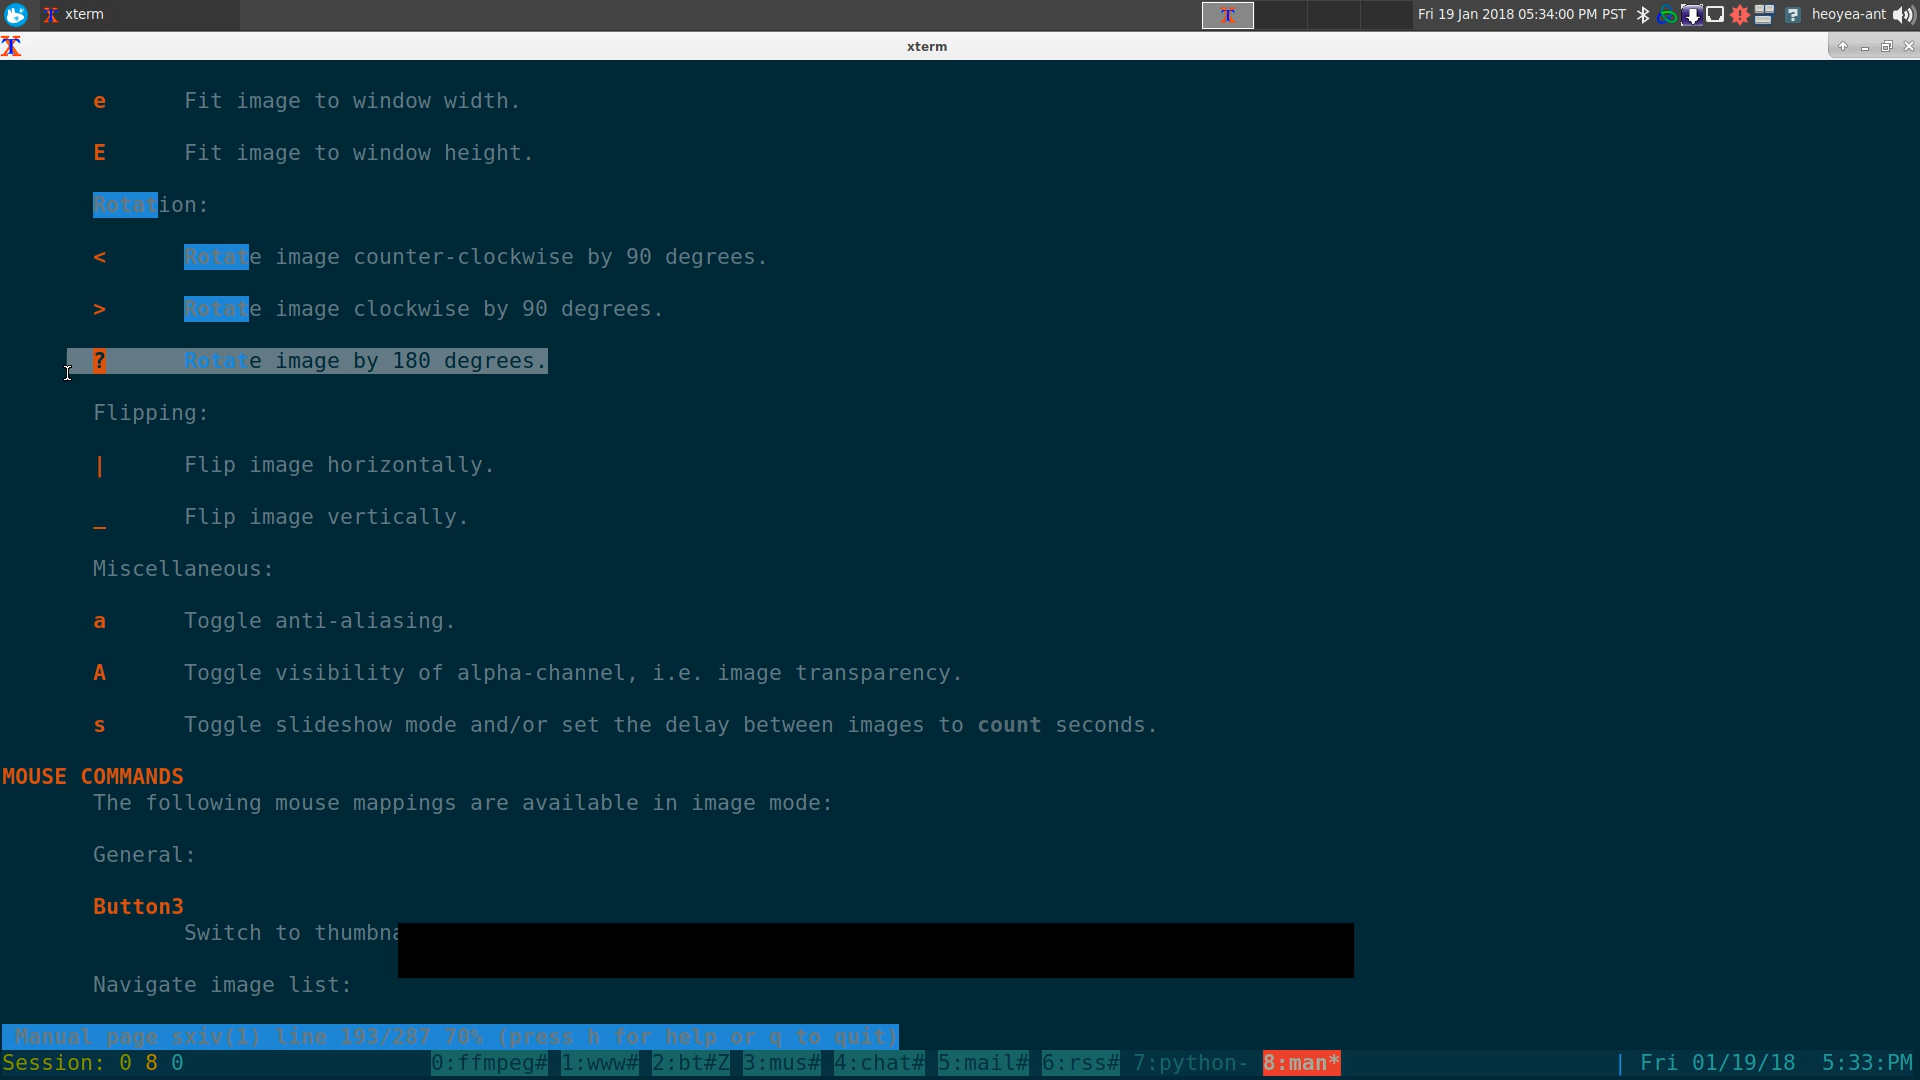 xterm
Fri 19 Jan 2018 05:34:00 PM PST
heoyea-ant
xterm
e Fit image to window width.
E Fit image to window height.
Rotation:
< Rotate image counter-clockwise by 90 degrees.
> Rotate image clockwise by 90 degrees.
? Rotate image by 180 degrees.
Flipping:
| Flip image horizontally.
_ Flip image vertically.
Miscellaneous:
a Toggle anti-aliasing.
A Toggle visibility of alpha-channel, i.e. image transparency.
s Toggle slideshow mode and/or set the delay between images to count seconds.
MOUSE COMMANDS
The following mouse mappings are available in image mode:
General:
Button3
Switch to thumbna
Navigate image list:
Manual page sxiv(1) line 193/287 70% (press h for help or q to quit)
Session: 0 8 0 0:ffmpeg# 1:www# 2:bt#Z 3:mus# 4:chat# 5:mail# 6:rss# 7:python- 8:man* | Fri 01/19/18 5:33:PM